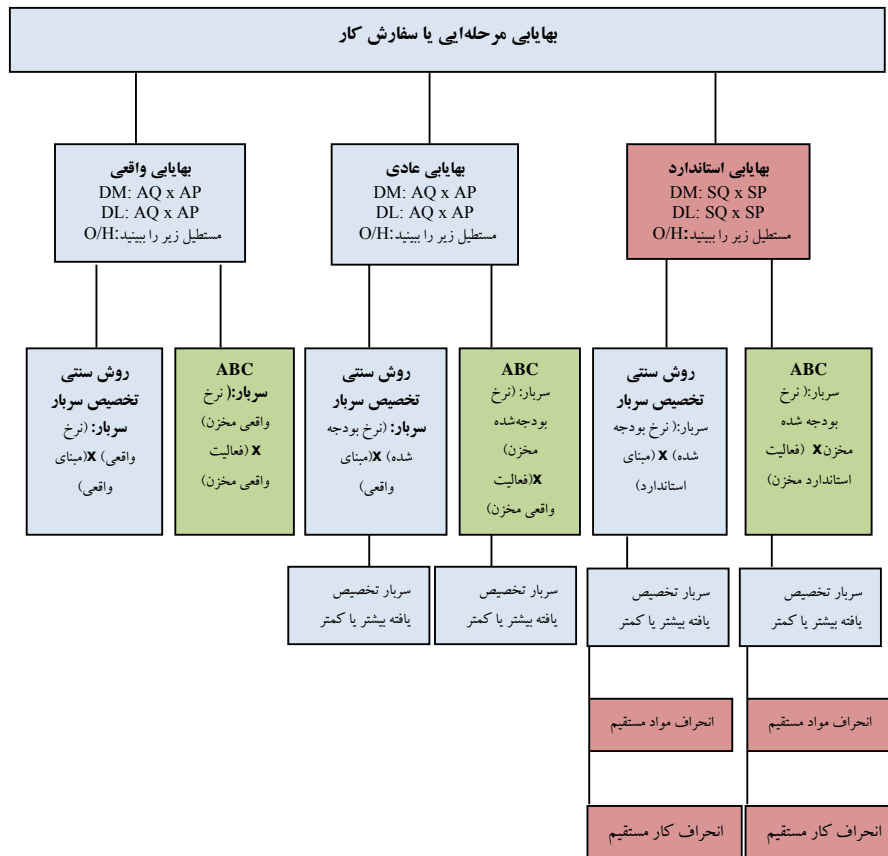 بهایابی مرحله‌ایی یا سفارش کار
بهایابی استاندارد
DM: SQ x SP
DL: SQ x SP
O/H:مستطیل زیر را ببینید
بهایابی عادی
DM: AQ x AP
DL: AQ x AP
O/H:مستطیل زیر را ببینید
بهایابی واقعی
DM: AQ x AP
DL: AQ x AP
O/H:مستطیل زیر را ببینید
ABC
سربار:( نرخ
بودجه شده
مخزن x (فعالیت
استاندارد مخزن)
روش سنتی
تخصیص سربار
سربار:( نرخ بودجه
شده) x (مبنای
استاندارد)
ABC
سربار: (نرخ
بودجه‌شده
مخزن)
x(فعالیت
واقعی مخزن)
روش سنتی
تخصیص سربار
سربار: (نرخ بودجه
شده) x(مبنای
واقعی)
ABC
سربار:( نرخ
واقعی مخزن)
x (فعالیت
واقعی مخزن)
روش سنتی
تخصیص سربار
سربار: (نرخ
واقعی) x(مبنای
واقعی)
سربار تخصیص
یافته بیشتر یا کمتر
سربار تخصیص
یافته بیشتر یا کمتر
سربار تخصیص
یافته بیشتر یا کمتر
سربار تخصیص
یافته بیشتر یا کمتر
انحراف مواد مستقیم
انحراف مواد مستقیم
انحراف کار مستقیم
انحراف کار مستقیم